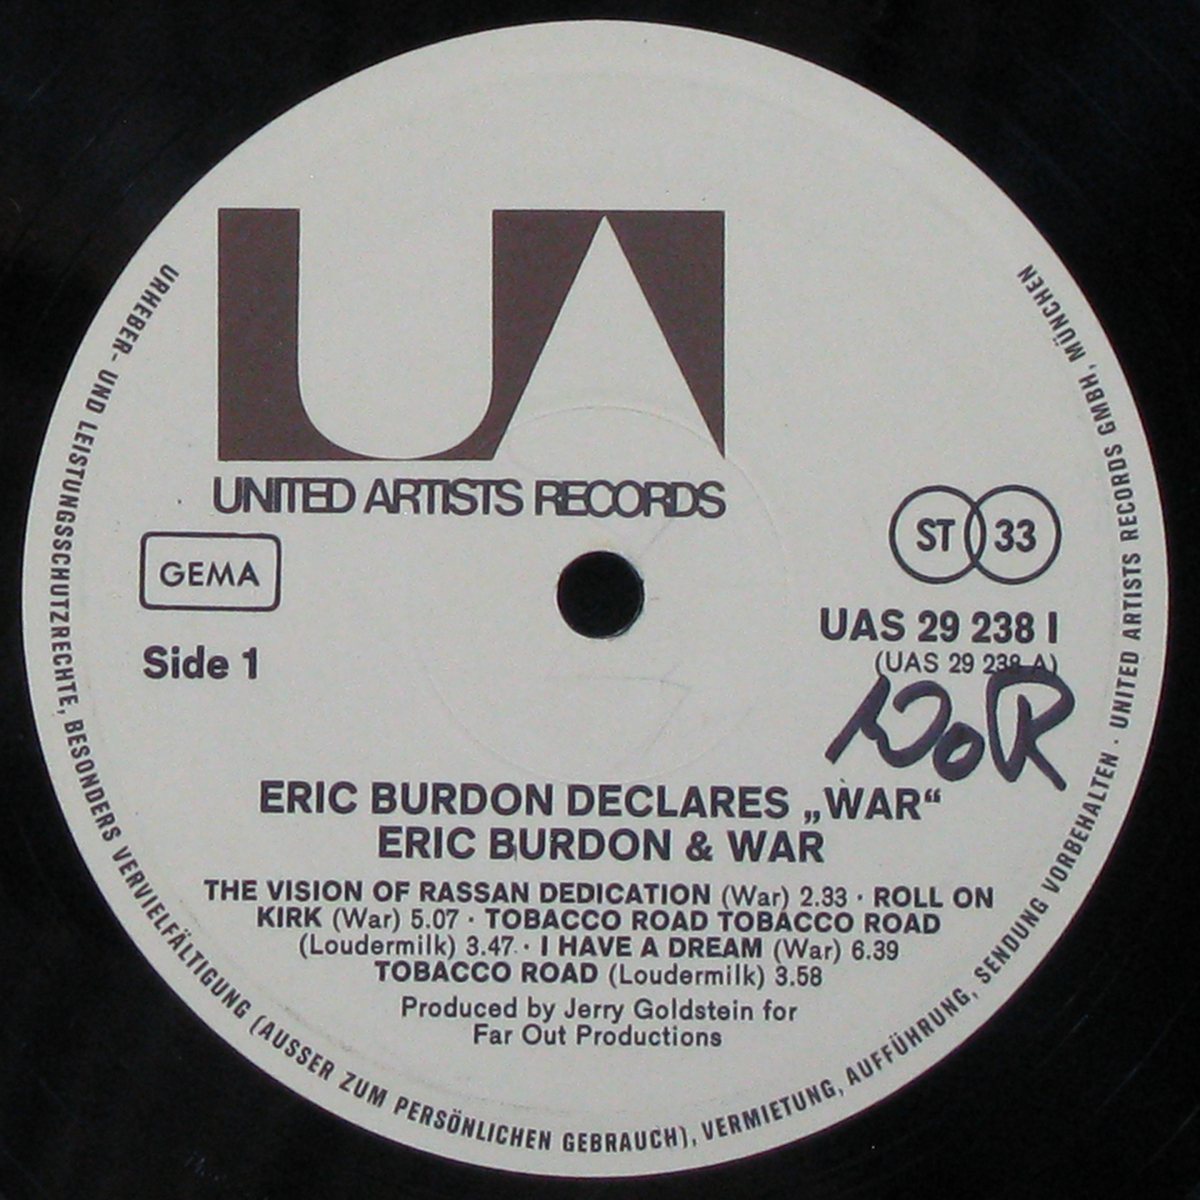 UA
UNITED ARTISTS RECORDS
GEMA
ST 33
Side 1
UAS 29 238 I
(UAS 29 238 A)
ERIC BURDON DECLARES „WAR“
ERIC BURDON & WAR
THE VISION OF RASSAN DEDICATION (War) 2.33 · ROLL ON
KIRK (War) 5.07 · TOBACCO ROAD TOBACCO ROAD
(Loudermilk) 3.47 · I HAVE A DREAM (War) 6.39
TOBACCO ROAD (Loudermilk) 3.58
Produced by Jerry Goldstein for
Far Out Productions
URHEBER- UND LEISTUNGSSCHUTZRECHTE, BESONDERS VERVIELFÄLTIGUNG (AUSSER ZUM PERSÖNLICHEN GEBRAUCH), VERMIETUNG, AUFFÜHRUNG, SENDUNG VORBEHALTEN · UNITED ARTISTS RECORDS GMBH, MÜNCHEN